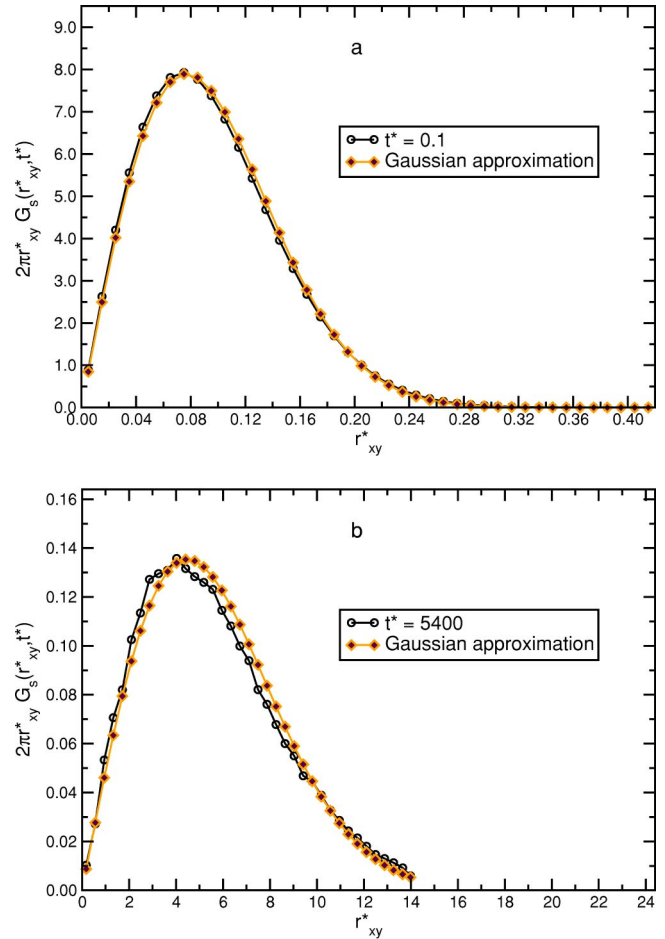 a
9.0
8.0
7.0
6.0
5.0
4.0
3.0
2.0
1.0
0.0
2πr*xy Gs(r*xy,t*)
t* = 0.1
Gaussian approximation
0.00 0.04 0.08 0.12 0.16 0.20 0.24 0.28 0.32 0.36 0.40
r*xy
b
0.16
0.14
0.12
0.10
0.08
0.06
0.04
0.02
0.00
2πr*xy Gs(r*xy,t*)
t* = 5400
Gaussian approximation
0 2 4 6 8 10 12 14 16 18 20 22 24
r*xy